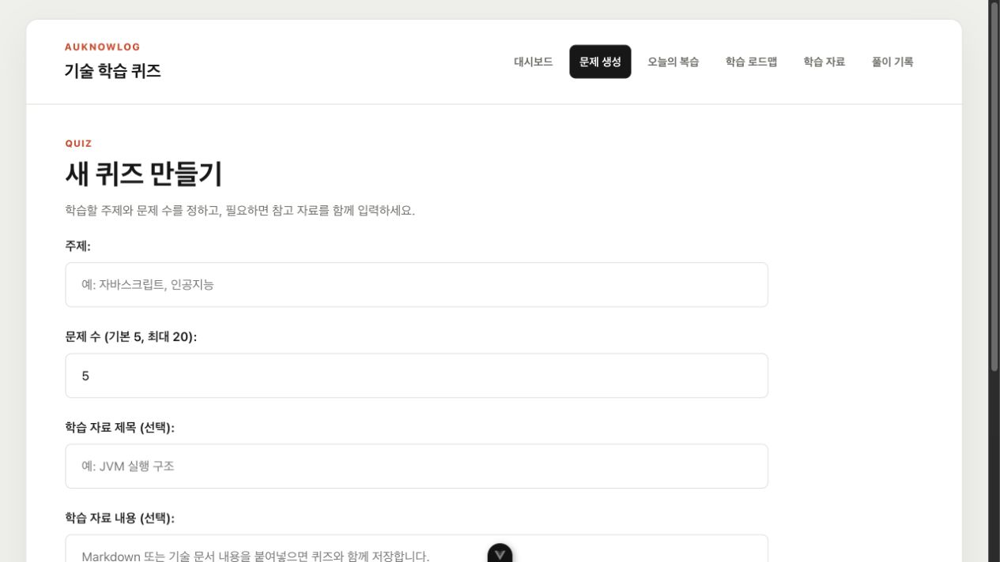 AUKNOWLOG
기술 학습 퀴즈
대시보드
문제 생성
오늘의 복습
학습 로드맵
학습 자료
풀이 기록
QUIZ
새 퀴즈 만들기
학습할 주제와 문제 수를 정하고, 필요하면 참고 자료를 함께 입력하세요.
주제:
예: 자바스크립트, 인공지능
문제 수 (기본 5, 최대 20):
5
학습 자료 제목 (선택):
예: JVM 실행 구조
학습 자료 내용 (선택):
Markdown 또는 기술 문서 내용을 붙여넣으면 퀴즈와 함께 저장합니다.